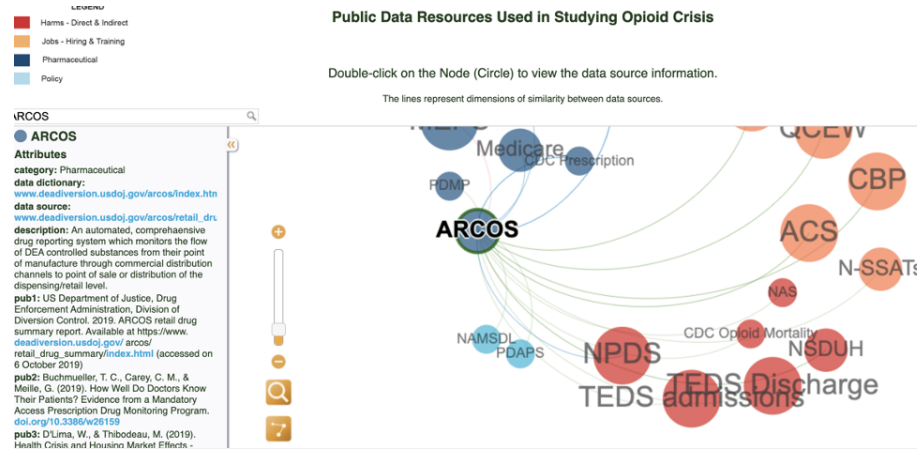 LEGEND
Harms - Direct & Indirect
Jobs - Hiring & Training
Pharmaceutical
Policy
Public Data Resources Used in Studying Opioid Crisis
Double-click on the Node (Circle) to view the data source information.
The lines represent dimensions of similarity between data sources.
ARCOS
ARCOS
Attributes
category: Pharmaceutical
data dictionary:
www.deadiversion.usdoj.gov/arcos/index.htn
data source:
www.deadiversion.usdoj.gov/arcos/retail_dru
description: An automated, comprehaensive
drug reporting system which monitors the flow
of DEA controlled substances from their point
of manufacture through commercial distribution
channels to point of sale or distribution of the
dispensing/retail level.
pub1: US Department of Justice, Drug
Enforcement Administration, Division of
Diversion Control. 2019. ARCOS retail drug
summary report. Available at https://www.
deadiversion.usdoj.gov/ arcos/
retail_drug_summary/index.html (accessed on
6 October 2019)
pub2: Buchmueller, T. C., Carey, C. M., &
Meille, G. (2019). How Well Do Doctors Know
Their Patients? Evidence from a Mandatory
Access Prescription Drug Monitoring Program.
doi.org/10.3386/w26159
pub3: D'Lima, W., & Thibodeau, M. (2019).
Health Crisis and Housing Market Effects -
MEPS
Medicare
CDC Prescription
PDMP
ARCOS
QCEW
CBP
ACS
N-SSATs
NAS
CDC Opioid Mortality
NSDUH
NAMSDL
PDAPS
NPDS
TEDS Discharge
TEDS admissions